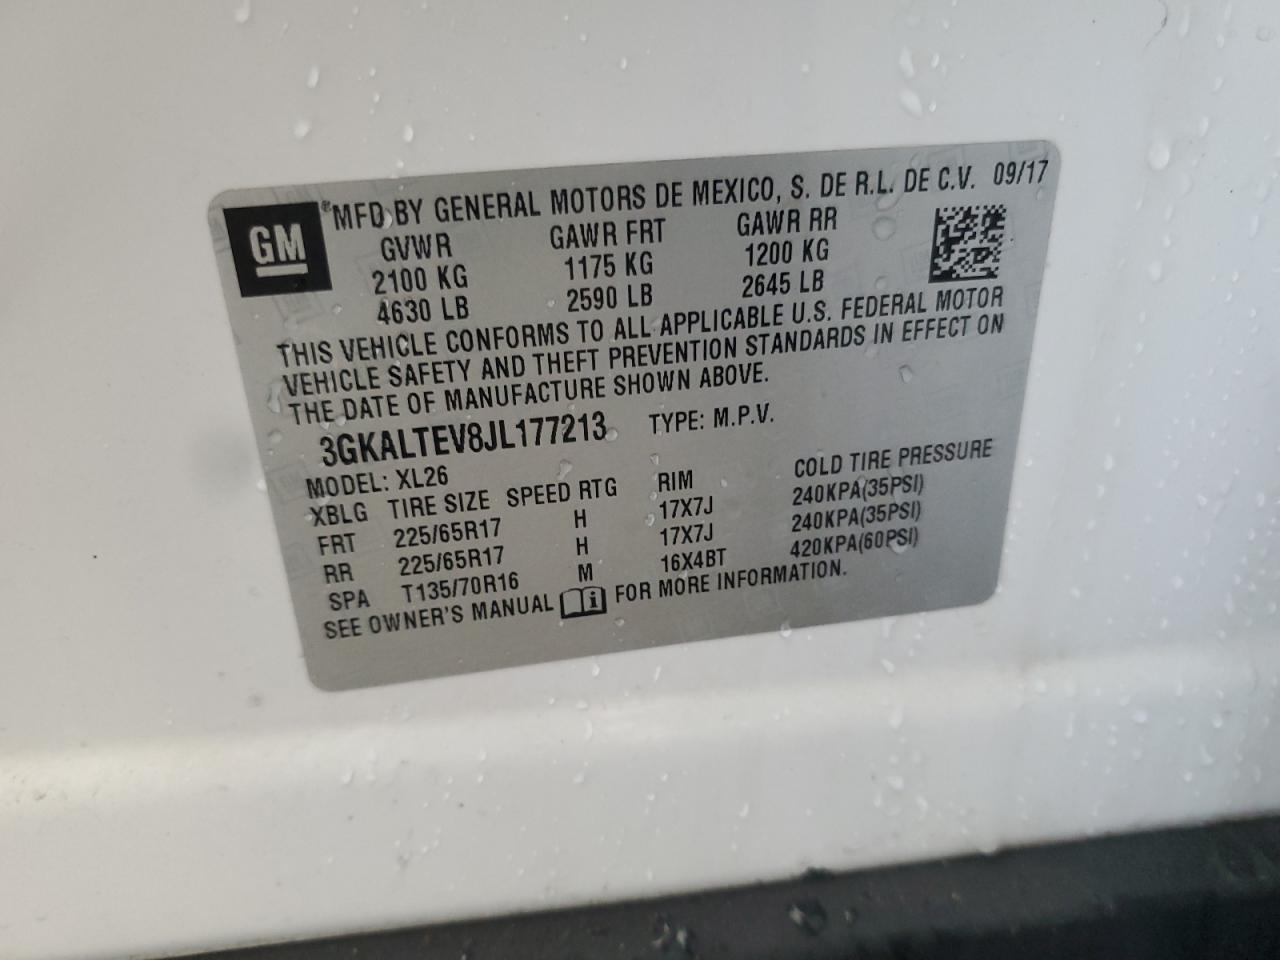 GM
®MFD BY GENERAL MOTORS DE MEXICO, S. DE R.L. DE C.V. 09/17
GVWR GAWR FRT GAWR RR
2100 KG 1175 KG 1200 KG
4630 LB 2590 LB 2645 LB
THIS VEHICLE CONFORMS TO ALL APPLICABLE U.S. FEDERAL MOTOR
VEHICLE SAFETY AND THEFT PREVENTION STANDARDS IN EFFECT ON
THE DATE OF MANUFACTURE SHOWN ABOVE.
3GKALTEV8JL177213 TYPE: M.P.V.
MODEL: XL26
XBLG TIRE SIZE SPEED RTG RIM COLD TIRE PRESSURE
FRT 225/65R17 H 17X7J 240KPA(35PSI)
RR 225/65R17 H 17X7J 240KPA(35PSI)
SPA T135/70R16 M 16X4BT 420KPA(60PSI)
SEE OWNER'S MANUAL i FOR MORE INFORMATION.